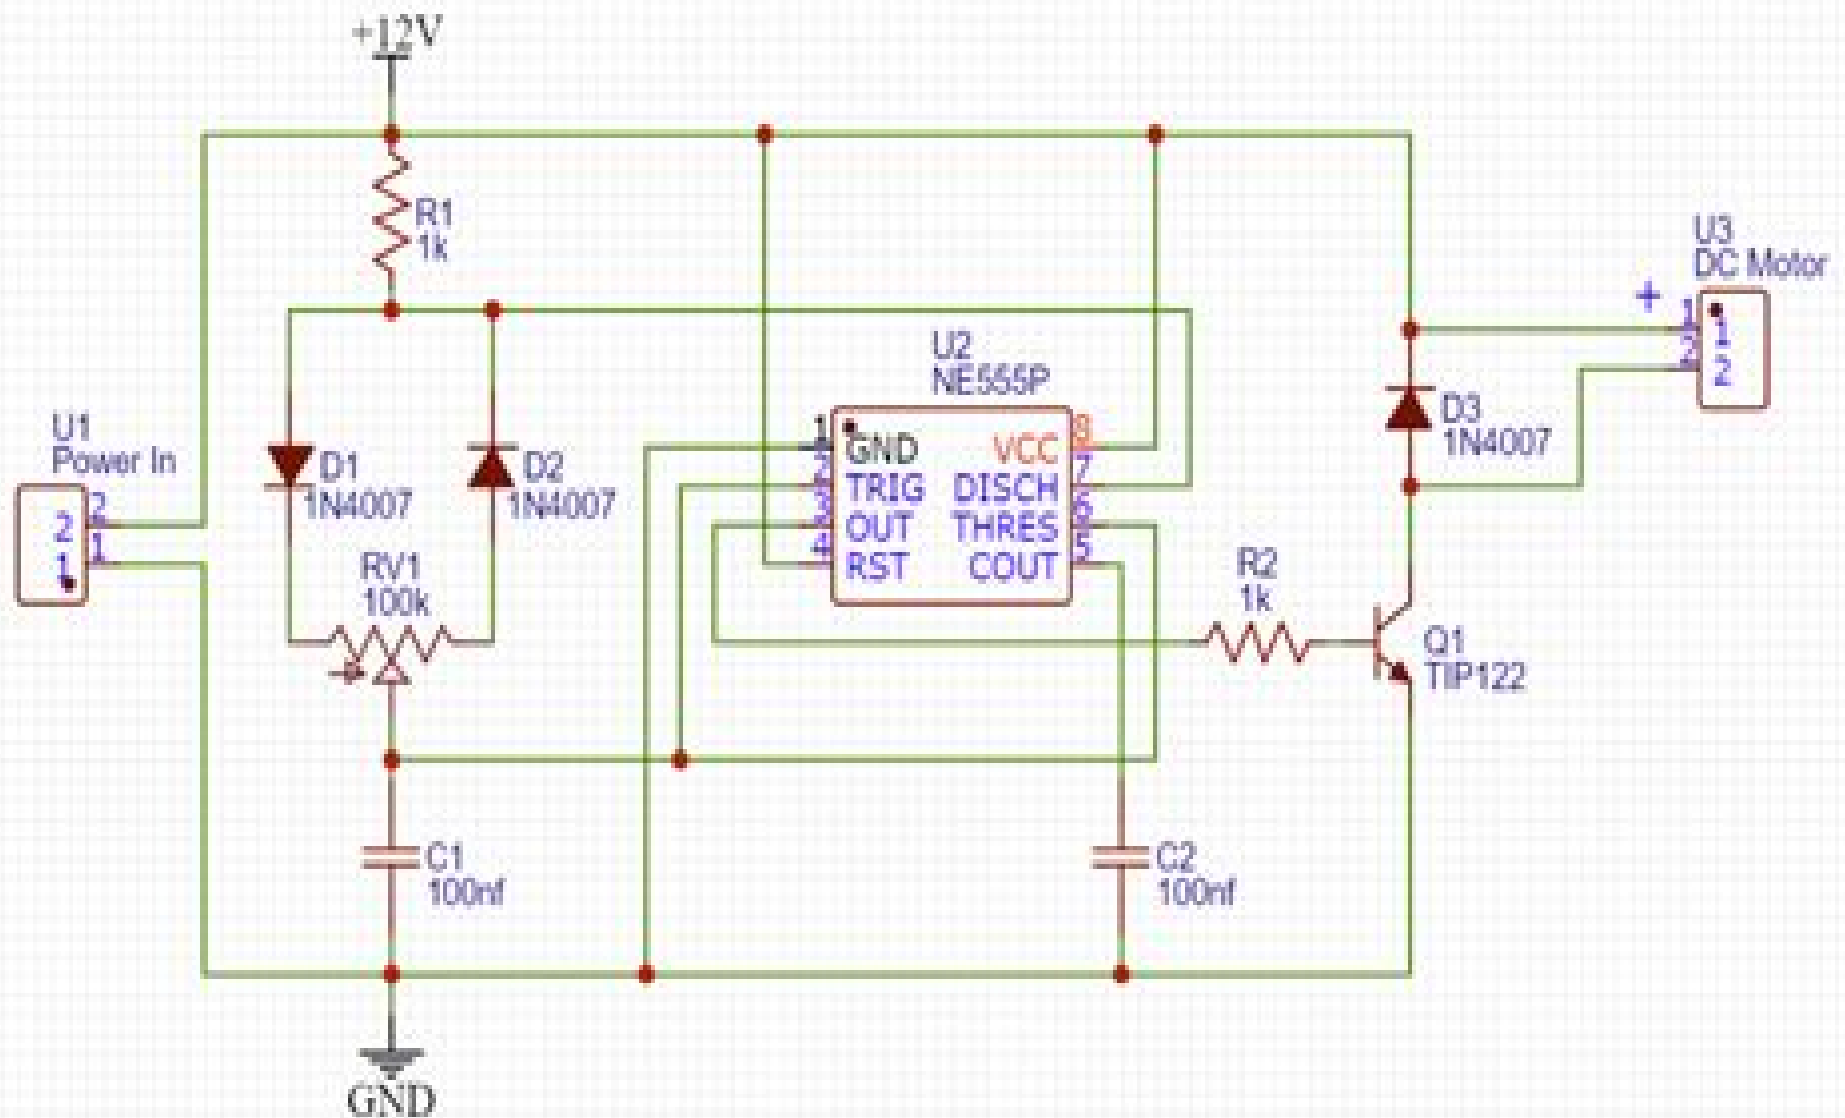 +12V
R1
1k
U3
DC Motor
+
1
1
2
2
U2
NE555P
U1
Power In
2
2
1
1
D1
1N4007
D2
1N4007
1
GND
VCC
8
2
TRIG
DISCH
7
3
OUT
THRES
6
4
RST
COUT
5
D3
1N4007
RV1
100k
R2
1k
Q1
TIP122
C1
100nf
C2
100nf
GND